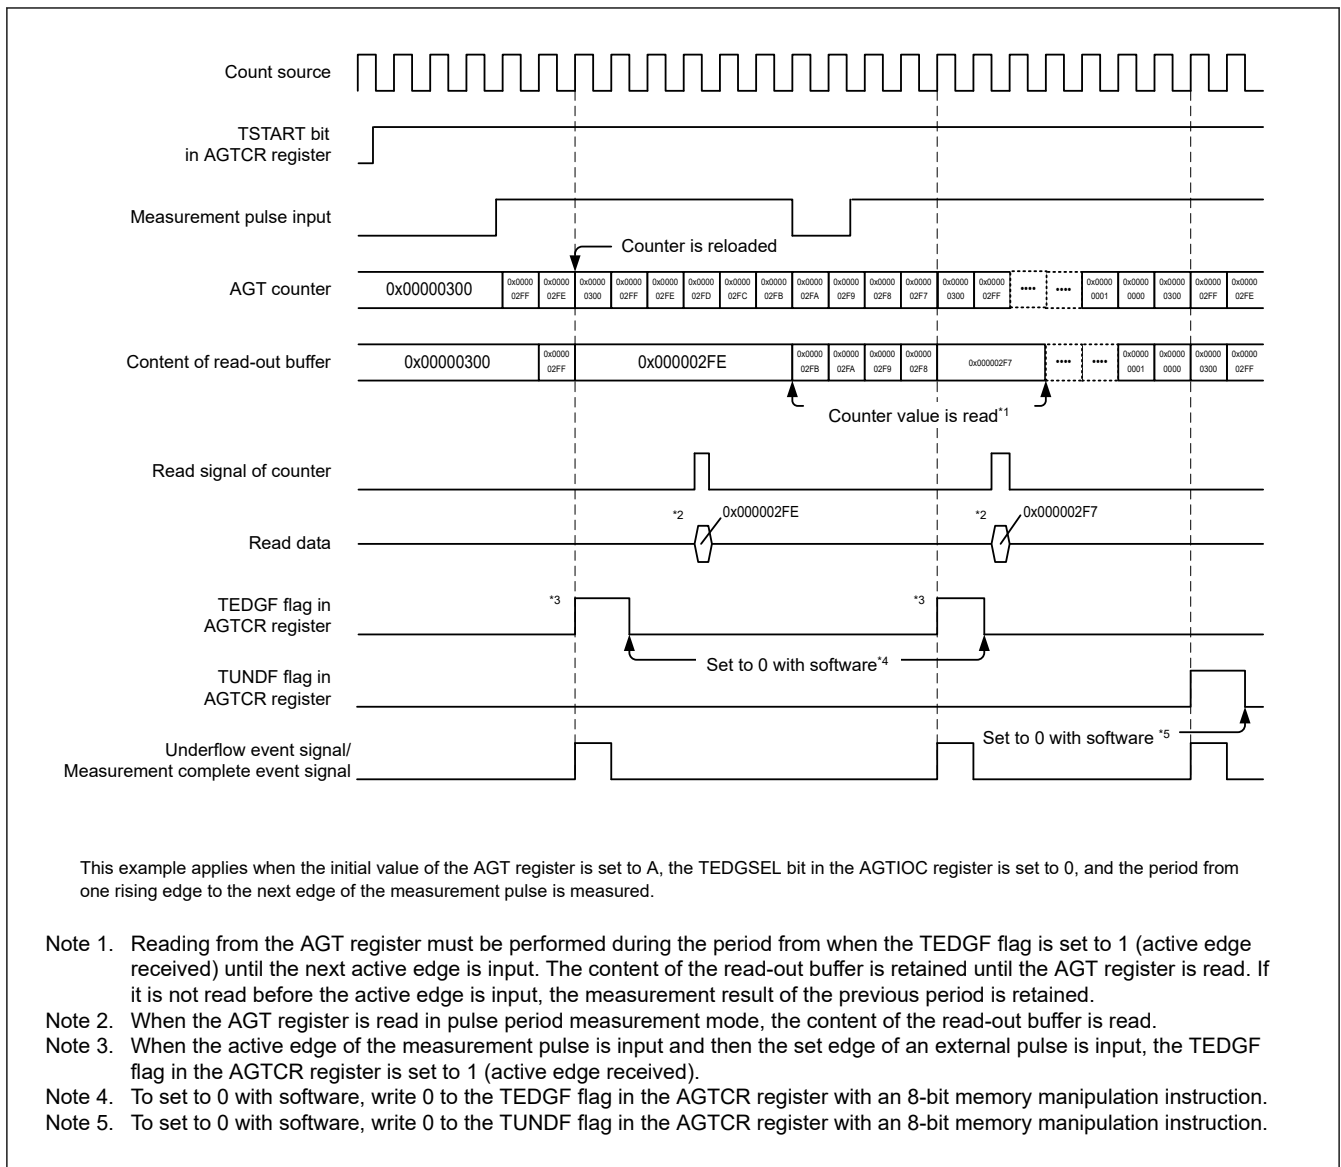 Count source
TSTART bit
in AGTCR register
Measurement pulse input
Counter is reloaded
AGT counter
0x00000300
0x0000 02FF
0x0000 02FE
0x0000 0300
0x0000 02FF
0x0000 02FE
0x0000 02FD
0x0000 02FC
0x0000 02FB
0x0000 02FA
0x0000 02F9
0x0000 02F8
0x0000 02F7
0x0000 0300
0x0000 02FF
••••
••••
0x0000 0001
0x0000 0000
0x0000 0300
0x0000 02FF
0x0000 02FE
Content of read-out buffer
0x00000300
0x0000 02FF
0x000002FE
0x0000 02FB
0x0000 02FA
0x0000 02F9
0x0000 02F8
0x000002F7
••••
••••
0x0000 0001
0x0000 0000
0x0000 0300
0x0000 02FF
Counter value is read*1
Read signal of counter
*2
0x000002FE
*2
0x000002F7
Read data
TEDGF flag in
AGTCR register
*3
*3
Set to 0 with software*4
TUNDF flag in
AGTCR register
Set to 0 with software *5
Underflow event signal/
Measurement complete event signal
This example applies when the initial value of the AGT register is set to A, the TEDGSEL bit in the AGTIOC register is set to 0, and the period from
one rising edge to the next edge of the measurement pulse is measured.
Note 1. Reading from the AGT register must be performed during the period from when the TEDGF flag is set to 1 (active edge
received) until the next active edge is input. The content of the read-out buffer is retained until the AGT register is read. If
it is not read before the active edge is input, the measurement result of the previous period is retained.
Note 2. When the AGT register is read in pulse period measurement mode, the content of the read-out buffer is read.
Note 3. When the active edge of the measurement pulse is input and then the set edge of an external pulse is input, the TEDGF
flag in the AGTCR register is set to 1 (active edge received).
Note 4. To set to 0 with software, write 0 to the TEDGF flag in the AGTCR register with an 8-bit memory manipulation instruction.
Note 5. To set to 0 with software, write 0 to the TUNDF flag in the AGTCR register with an 8-bit memory manipulation instruction.